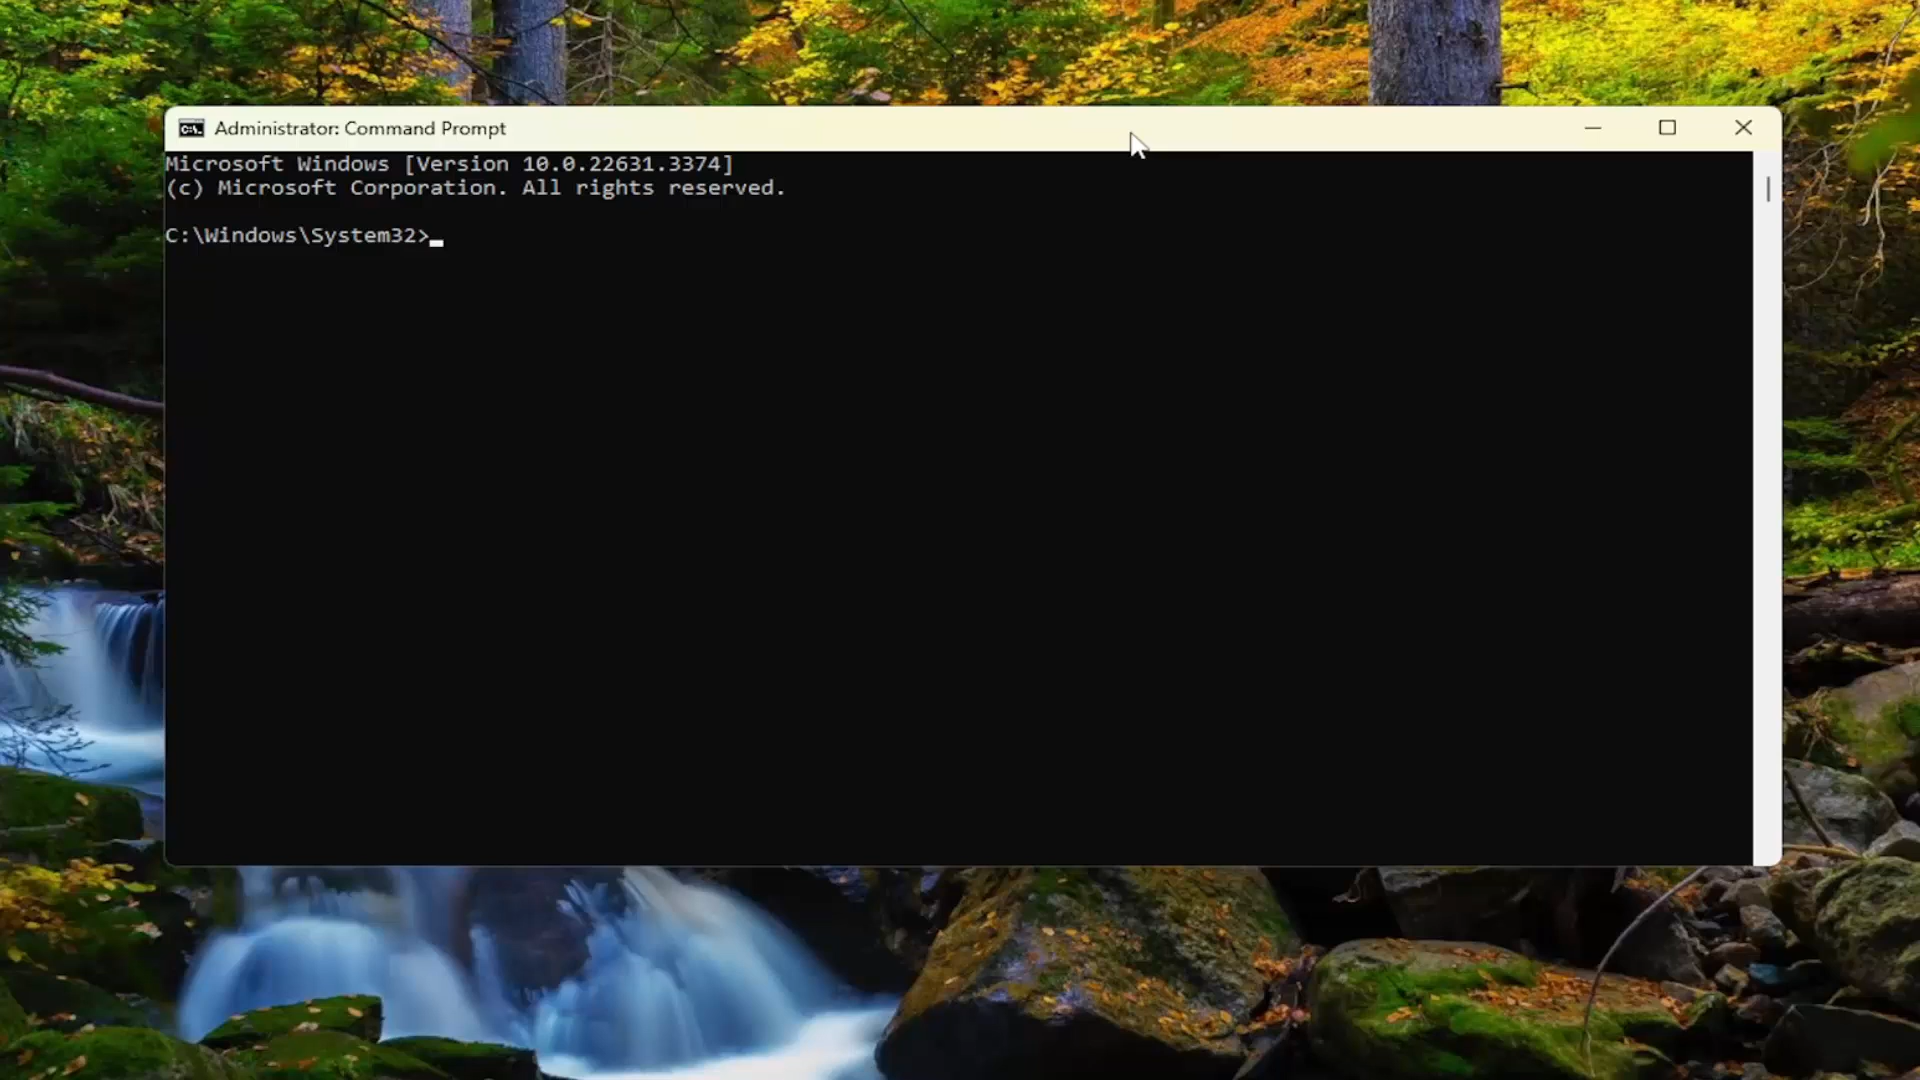 Administrator: Command Prompt
Microsoft Windows [Version 10.0.22631.3374]
(c) Microsoft Corporation. All rights reserved.
C:\Windows\System32>